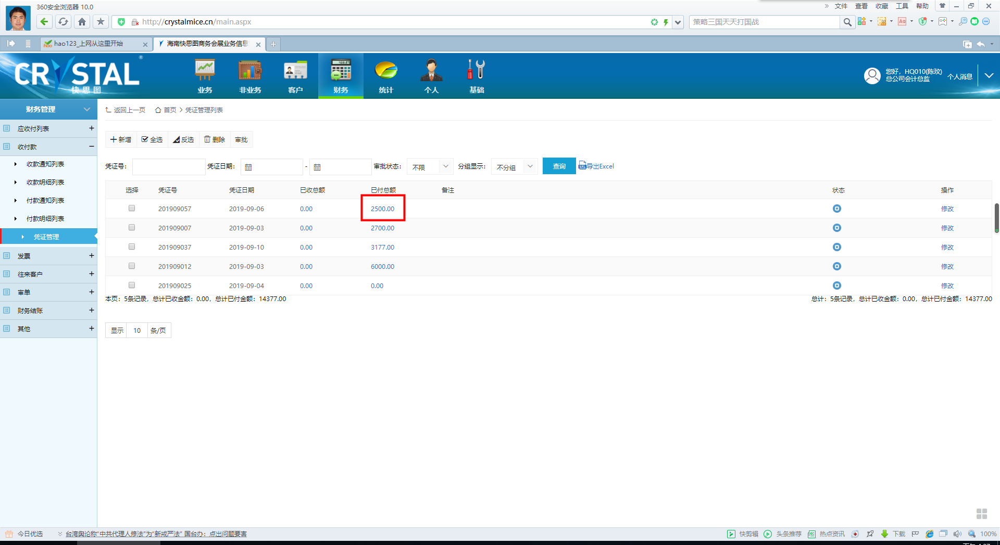 360安全浏览器 10.0
» 文件 查看 收藏 工具 帮助
http://crystalmice.cn/main.aspx
策略三国天天打国战
hao123_上网从这里开始
海南快思图商务会展业务信息
CRYSTAL ®
快思图
业务 非业务 客户 财务 统计 个人 基础
您好，HQ010(陈玟)
总公司会计总监
个人消息
财务管理
返回上一页 首页 > 凭证管理列表
应收付列表 +
收付款 −
收款通知列表
收款明细列表
付款通知列表
付款明细列表
凭证管理
发票 +
往来客户 +
审单 +
财务结账 +
其他 +
新增 全选 反选 删除 审批
凭证号： 凭证日期： - 审批状态： 不限 分组显示： 不分组 查询 导出Excel
选择 凭证号 凭证日期 已收总额 已付总额 备注 状态 操作
201909057 2019-09-06 0.00 2500.00 修改
201909007 2019-09-03 0.00 2700.00 修改
201909037 2019-09-10 0.00 3177.00 修改
201909012 2019-09-03 0.00 6000.00 修改
201909025 2019-09-04 0.00 0.00 修改
本页：5条记录，总计已收金额：0.00，总计已付金额：14377.00
总计：5条记录，总计已收金额：0.00，总计已付金额：14377.00
显示 10 条/页
今日优选
台湾舆论称“中共代理人修法”为“新戒严法” 国台办：点出问题要害
快剪辑 头条推荐 热点资讯 下载 100%